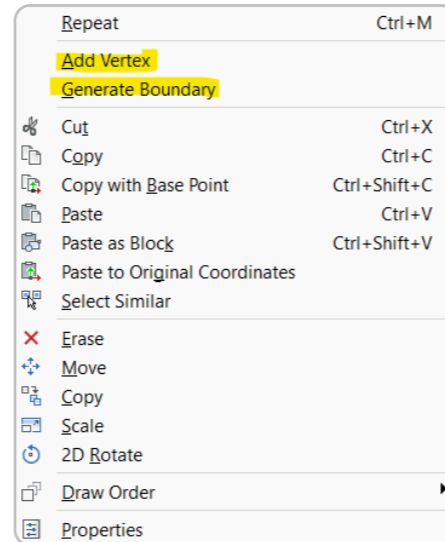 Repeat Ctrl+M
Add Vertex
Generate Boundary
Cut Ctrl+X
Copy Ctrl+C
Copy with Base Point Ctrl+Shift+C
Paste Ctrl+V
Paste as Block Ctrl+Shift+V
Paste to Original Coordinates
Select Similar
Erase
Move
Copy
Scale
2D Rotate
Draw Order
Properties